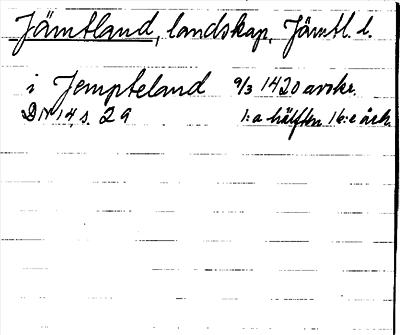 Jämtland, landskap, Jämtl. l.
i Jempteland 9/3 1420 avskr.
DN 14, s. 29 1:a hälften 16:e årh.